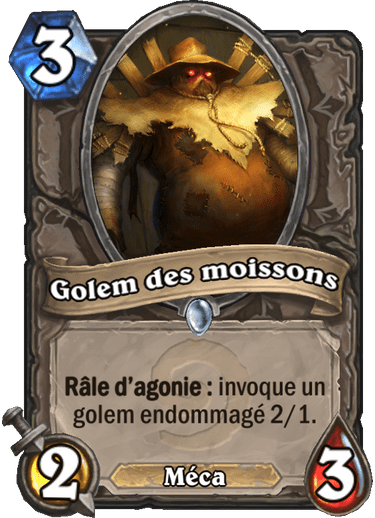 3
Golem des moissons
Râle d'agonie : invoque un
golem endommagé 2/1.
2
Méca
3